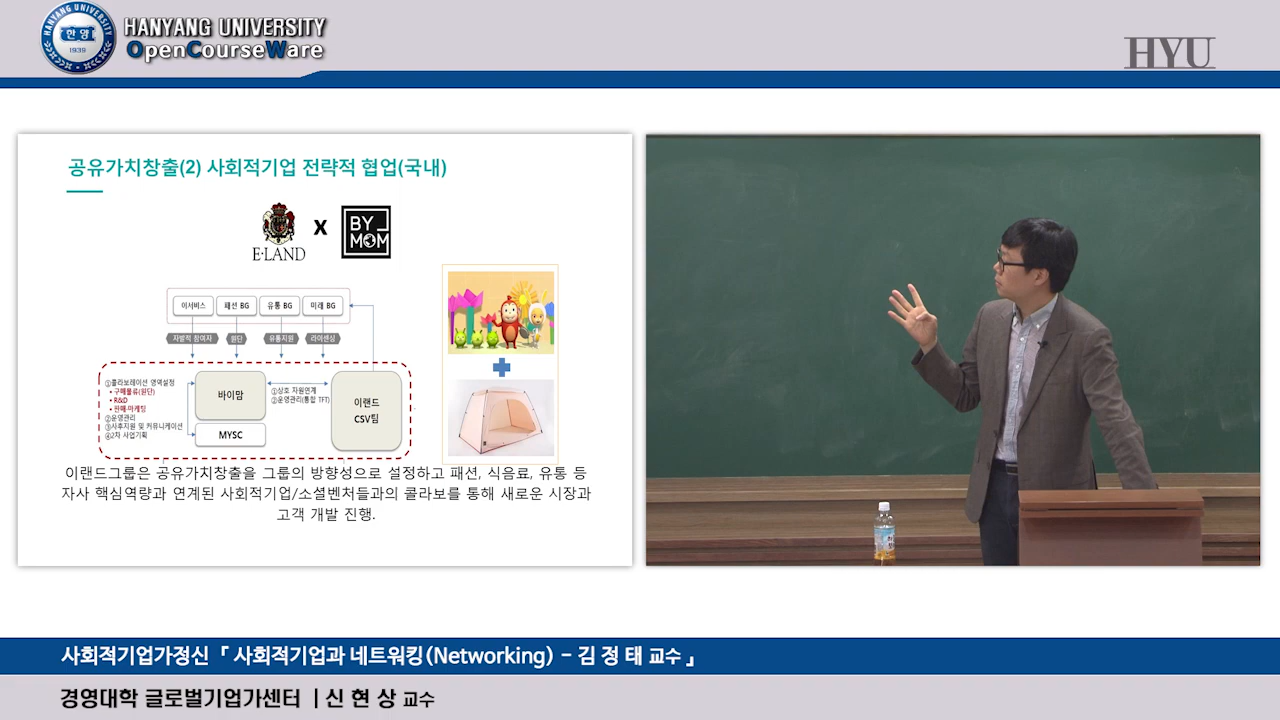 HANYANG UNIVERSITY
OpenCourseWare
HANYANG UNIVERSITY
한양
1939
HYU
공유가치창출(2) 사회적기업 전략적 협업(국내)
E·LAND
X
BY_
MOM
이서비스 패션 BG 유통 BG 미래 BG
자발적 참여자 원단 유통지원 라이센싱
①콜라보레이션 영역설정
• 구매물류(원단)
• R&D
• 판매·마케팅
②운영관리
③사후지원 및 커뮤니케이션
④2차 사업기획
바이맘
MYSC
①상호 자원연계
②운영관리(통합 TFT)
이랜드
CSV팀
이랜드그룹은 공유가치창출을 그룹의 방향성으로 설정하고 패션, 식음료, 유통 등
자사 핵심역량과 연계된 사회적기업/소셜벤처들과의 콜라보를 통해 새로운 시장과
고객 개발 진행.
사회적기업가정신 「 사회적기업과 네트워킹(Networking) - 김 정 태 교수 」
경영대학 글로벌기업가센터 | 신 현 상 교수